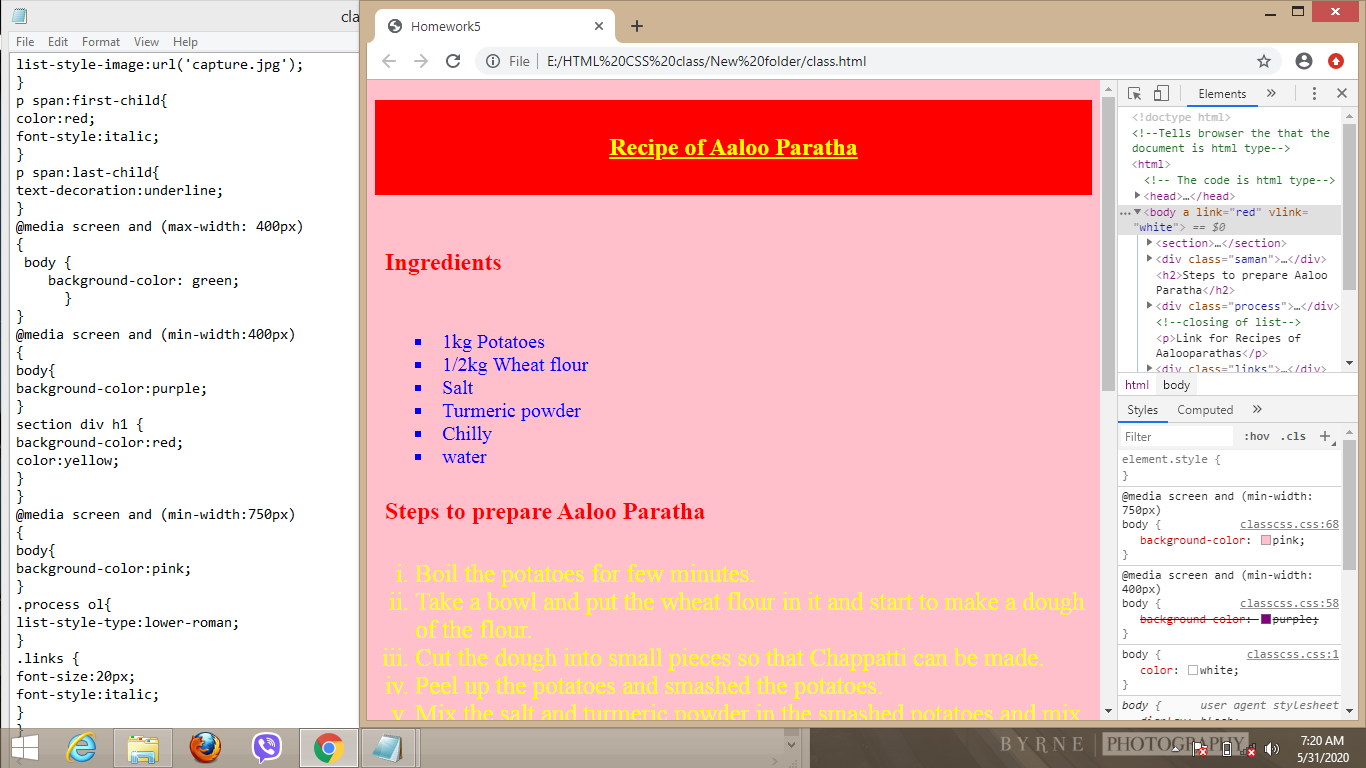 cla
File Edit Format View Help
list-style-image:url('capture.jpg');
}
p span:first-child{
color:red;
font-style:italic;
}
p span:last-child{
text-decoration:underline;
}
@media screen and (max-width: 400px)
{
body {
background-color: green;
}
}
@media screen and (min-width:400px)
{
body{
background-color:purple;
}
section div h1 {
background-color:red;
color:yellow;
}
}
@media screen and (min-width:750px)
{
body{
background-color:pink;
}
.process ol{
list-style-type:lower-roman;
}
.links {
font-size:20px;
font-style:italic;
}
}
Homework5
File E:/HTML%20CSS%20class/New%20folder/class.html
Recipe of Aaloo Paratha
Ingredients
1kg Potatoes
1/2kg Wheat flour
Salt
Turmeric powder
Chilly
water
Steps to prepare Aaloo Paratha
i. Boil the potatoes for few minutes.
ii. Take a bowl and put the wheat flour in it and start to make a dough
of the flour.
iii. Cut the dough into small pieces so that Chappatti can be made.
iv. Peel up the potatoes and smashed the potatoes.
v. Mix the salt and turmeric powder in the smashed potatoes and mix
Elements »
<!doctype html>
<!--Tells browser the that the
document is html type-->
<html>
<!-- The code is html type-->
<head>…</head>
<body a link="red" vlink=
"white"> == $0
<section>…</section>
<div class="saman">…</div>
<h2>Steps to prepare Aaloo
Paratha</h2>
<div class="process">…</div>
<!--closing of list-->
<p>Link for Recipes of
Aalooparathas</p>
<div class="links">…</div>
html body
Styles Computed »
Filter :hov .cls +
element.style {
}
@media screen and (min-width:
750px)
body { classcss.css:68
background-color: pink;
}
@media screen and (min-width:
400px)
body { classcss.css:58
background-color: purple;
}
body { classcss.css:1
color: white;
}
body { user agent stylesheet
display: block;
BYRNE | PHOTOGRAPHY
7:20 AM
5/31/2020